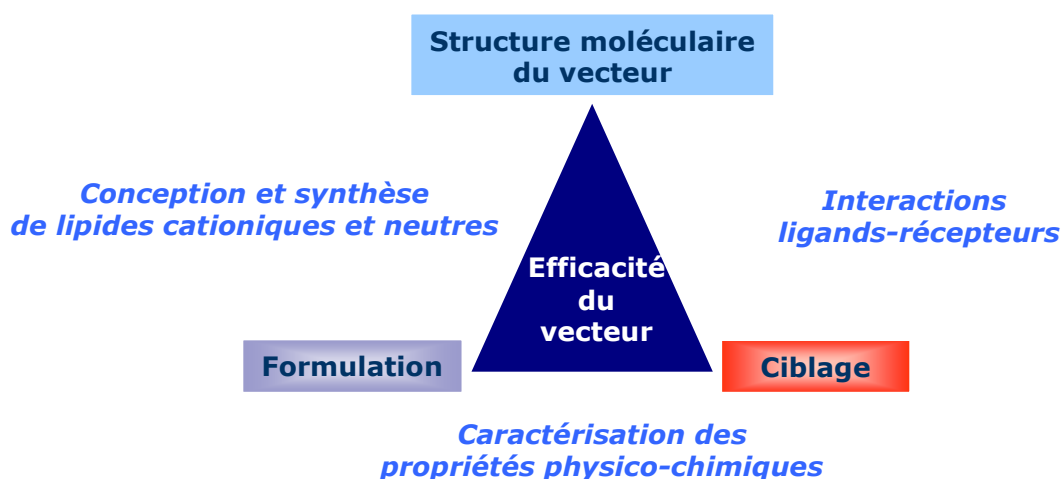 Structure moléculaire
du vecteur
Conception et synthèse
de lipides cationiques et neutres
Interactions
ligands-récepteurs
Efficacité
du
vecteur
Formulation
Ciblage
Caractérisation des
propriétés physico-chimiques